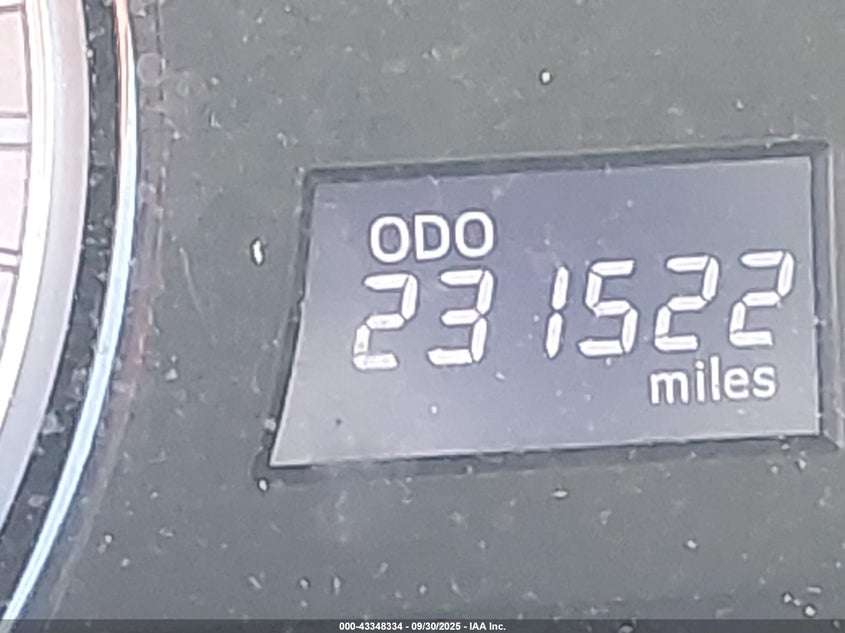 ODO
231522
miles
000-43348334 - 09/30/2025 - IAA Inc.